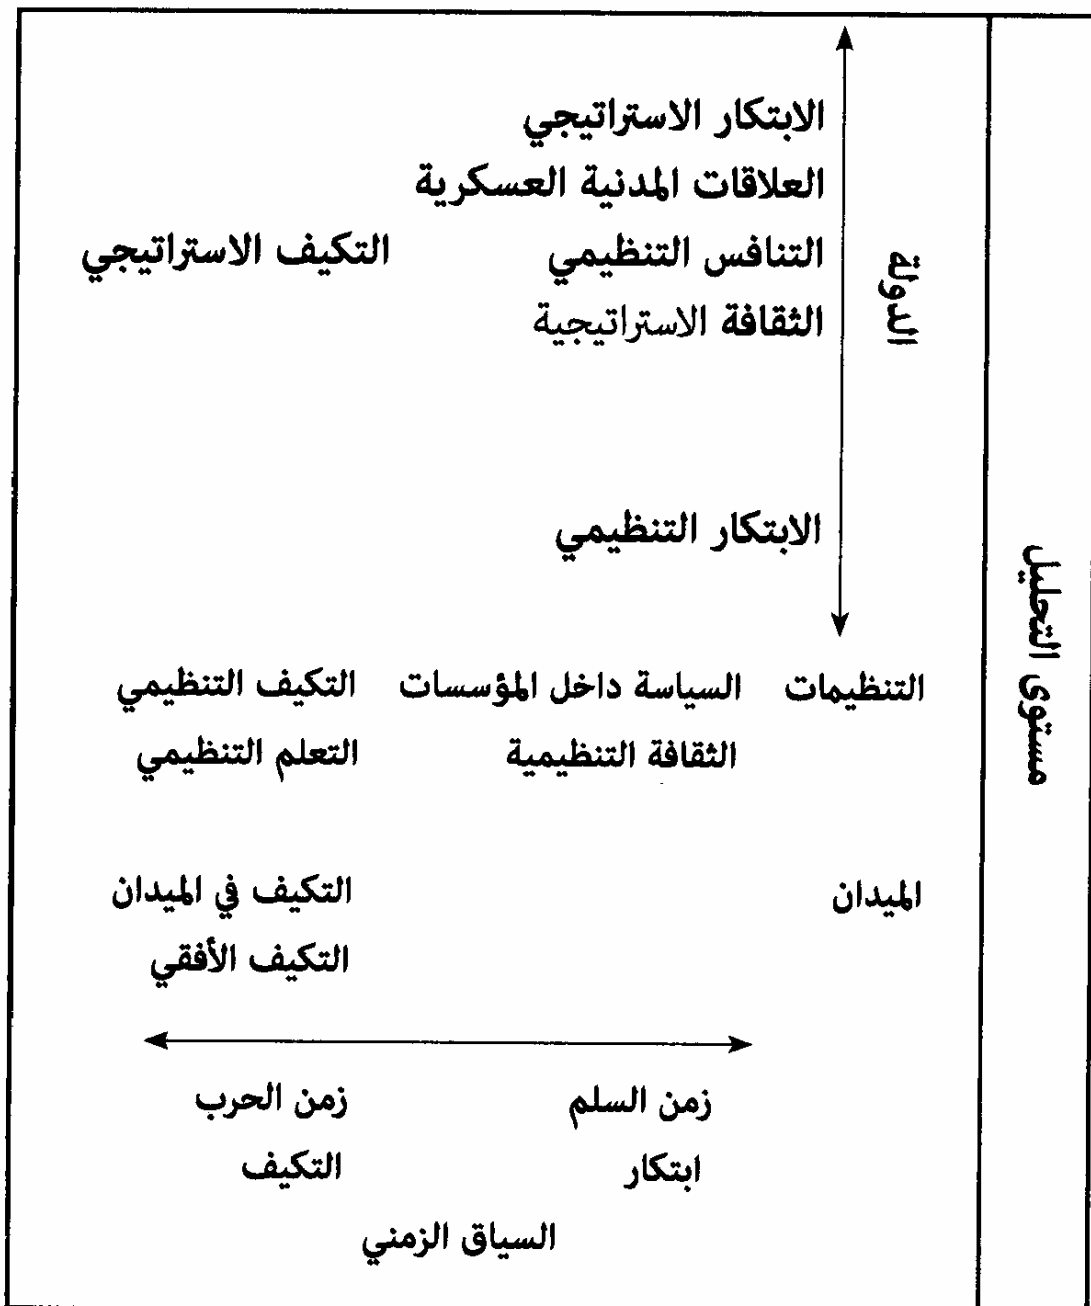 مستوى التحليل
الدولة
الابتكار الاستراتيجي
العلاقات المدنية العسكرية
التنافس التنظيمي التكيف الاستراتيجي
الثقافة الاستراتيجية
الابتكار التنظيمي
التنظيمات السياسة داخل المؤسسات التكيف التنظيمي
الثقافة التنظيمية التعلم التنظيمي
الميدان التكيف في الميدان
التكيف الأفقي
زمن السلم زمن الحرب
ابتكار التكيف
السياق الزمني